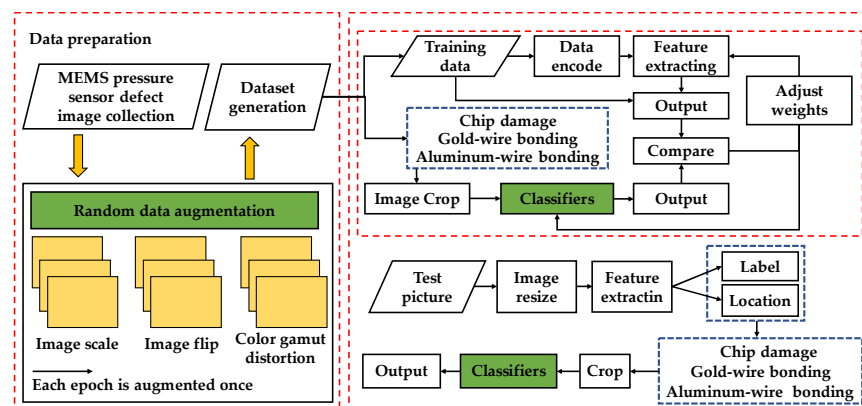 Data preparation
MEMS pressure
sensor defect
image collection
Dataset
generation
Random data augmentation
Image scale
Image flip
Color gamut
distortion
Each epoch is augmented once
Training
data
Data
encode
Feature
extracting
Adjust
weights
Output
Compare
Chip damage
Gold-wire bonding
Aluminum-wire bonding
Image Crop
Classifiers
Output
Test
picture
Image
resize
Feature
extractin
Label
Location
Chip damage
Gold-wire bonding
Aluminum-wire bonding
Crop
Classifiers
Output